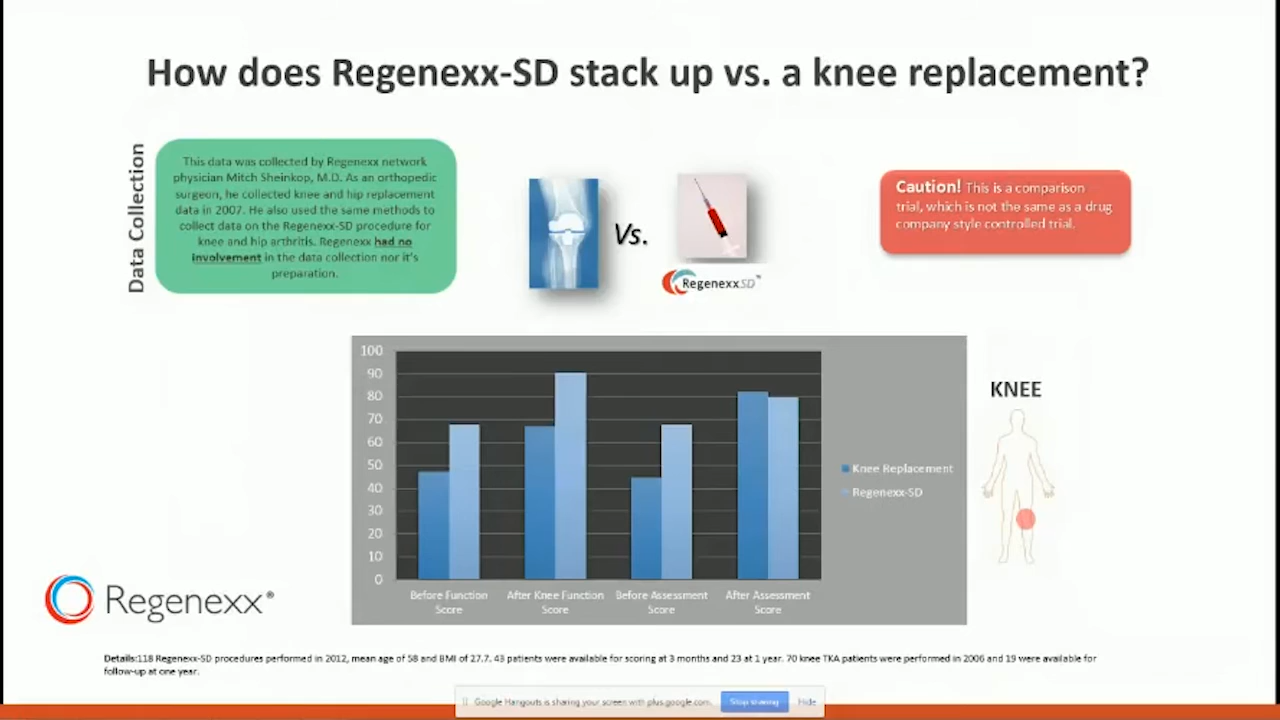 How does Regenexx-SD stack up vs. a knee replacement?
Data Collection
This data was collected by Regenexx network
physician Mitch Sheinkop, M.D. As an orthopedic
surgeon, he collected knee and hip replacement
data in 2007. He also used the same methods to
collect data on the Regenexx-SD procedure for
knee and hip arthritis. Regenexx had no
involvement in the data collection nor it's
preparation.
Vs.
RegenexxSD™
Caution! This is a comparison
trial, which is not the same as a drug
company style controlled trial.
100
90
80
70
60
50
40
30
20
10
0
Before Function
Score
After Knee Function
Score
Before Assessment
Score
After Assessment
Score
Knee Replacement
Regenexx-SD
KNEE
Regenexx®
Details:118 Regenexx-SD procedures performed in 2012, mean age of 58 and BMI of 27.7. 43 patients were available for scoring at 3 months and 23 at 1 year. 70 knee TKA patients were performed in 2006 and 19 were available for
follow-up at one year.
Google Hangouts is sharing your screen with plus.google.com.
Stop sharing
Hide